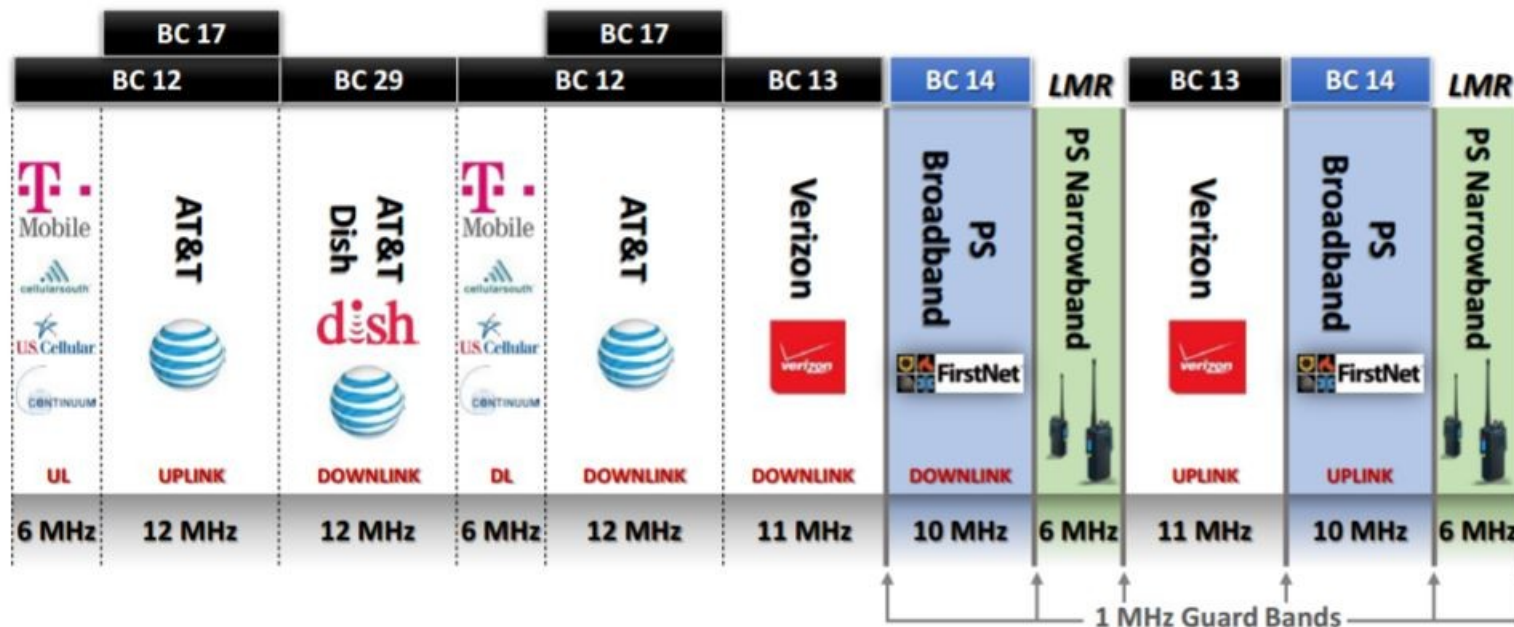 BC 17
BC 17
BC 12
BC 29
BC 12
BC 13
BC 14
LMR
BC 13
BC 14
LMR
T Mobile
cellularsouth
U.S. Cellular
CONTINUUM
UL
6 MHz
AT&T
UPLINK
12 MHz
AT&T
Dish
dish
DOWNLINK
12 MHz
T Mobile
cellularsouth
U.S. Cellular
CONTINUUM
DL
6 MHz
AT&T
DOWNLINK
12 MHz
Verizon
verizon
DOWNLINK
11 MHz
PS
Broadband
FirstNet
DOWNLINK
10 MHz
PS Narrowband
6 MHz
Verizon
verizon
UPLINK
11 MHz
PS
Broadband
FirstNet
UPLINK
10 MHz
PS Narrowband
6 MHz
1 MHz Guard Bands